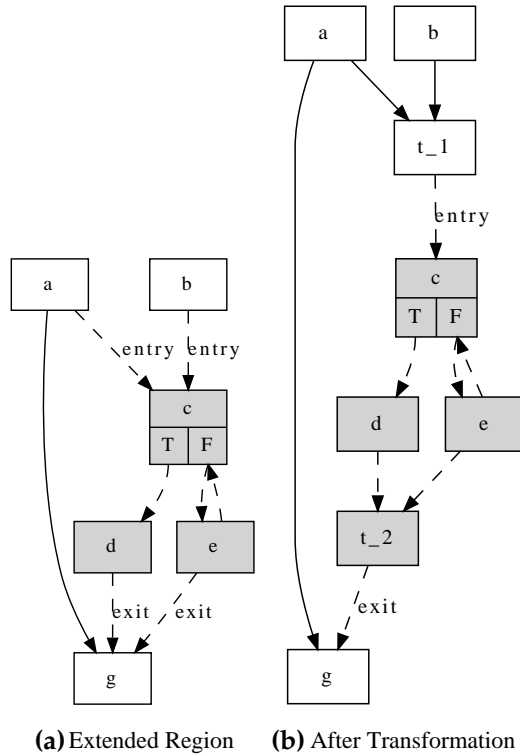 a
b
t_1
entry
c
T F
d
e
t_2
exit
g
a
b
entry entry
c
T F
d
e
exit exit
g
(a) Extended Region
(b) After Transformation